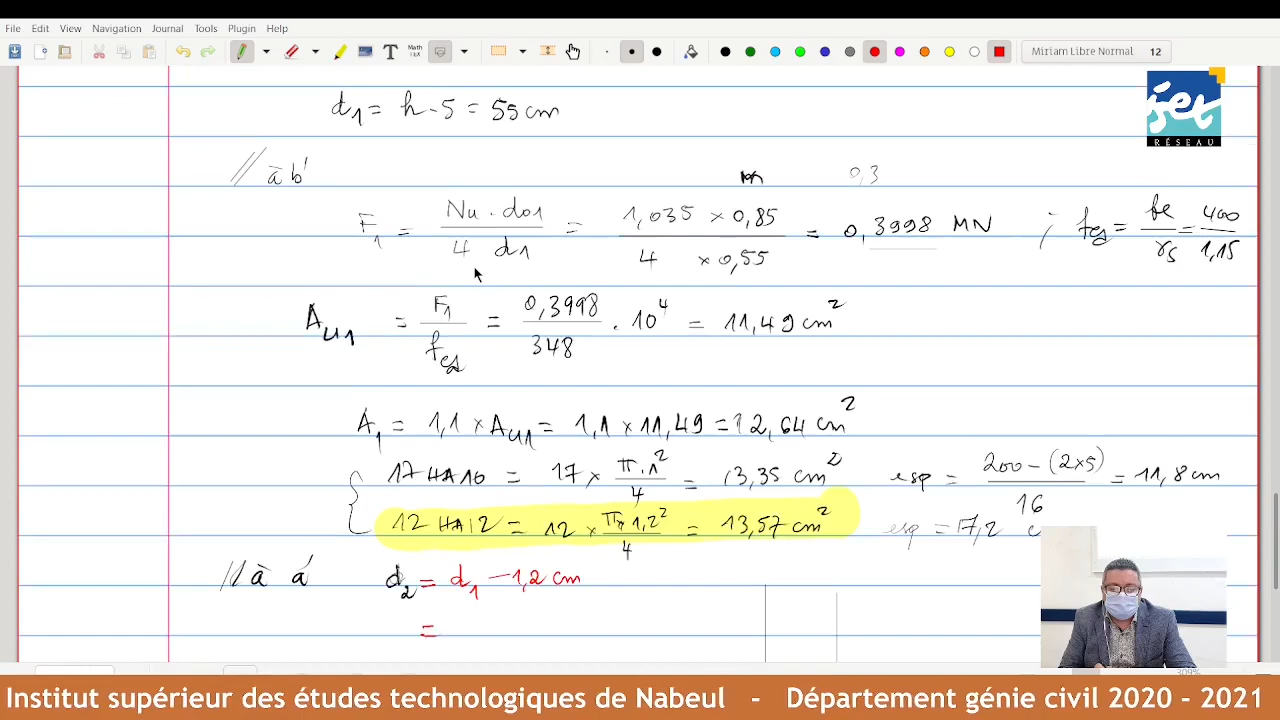 File Edit View Navigation Journal Tools Plugin Help
Miriam Libre Normal 12
d1 = h - 5 = 55 cm
iset
RÉSEAU
// à b'
m 0,3
F1 = Nu . d01 / 4 d1 = 1,035 × 0,85 / 4 × 0,55 = 0,3998 MN ; fed = fe / γs = 400 / 1,15
Au1 = F1 / fed = 0,3998 / 348 . 10^4 = 11,49 cm²
A1 = 1,1 × Au1 = 1,1 × 11,49 = 12,64 cm²
17 HA10 = 17 × π.1² / 4 = 13,35 cm² esp = 200 - (2×5) / 16 = 11,8 cm
12 HA12 = 12 × π×1,2² / 4 = 13,57 cm² esp = 17,2 c
// à a' d2 = d1 - 1,2 cm
=
309%
Institut supérieur des études technologiques de Nabeul - Département génie civil 2020 - 2021